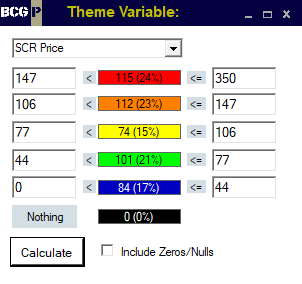 BCG P Theme Variable:
SCR Price
147 < 115 (24%) <= 350
106 < 112 (23%) <= 147
77 < 74 (15%) <= 106
44 < 101 (21%) <= 77
0 < 84 (17%) <= 44
Nothing 0 (0%)
Calculate Include Zeros/Nulls